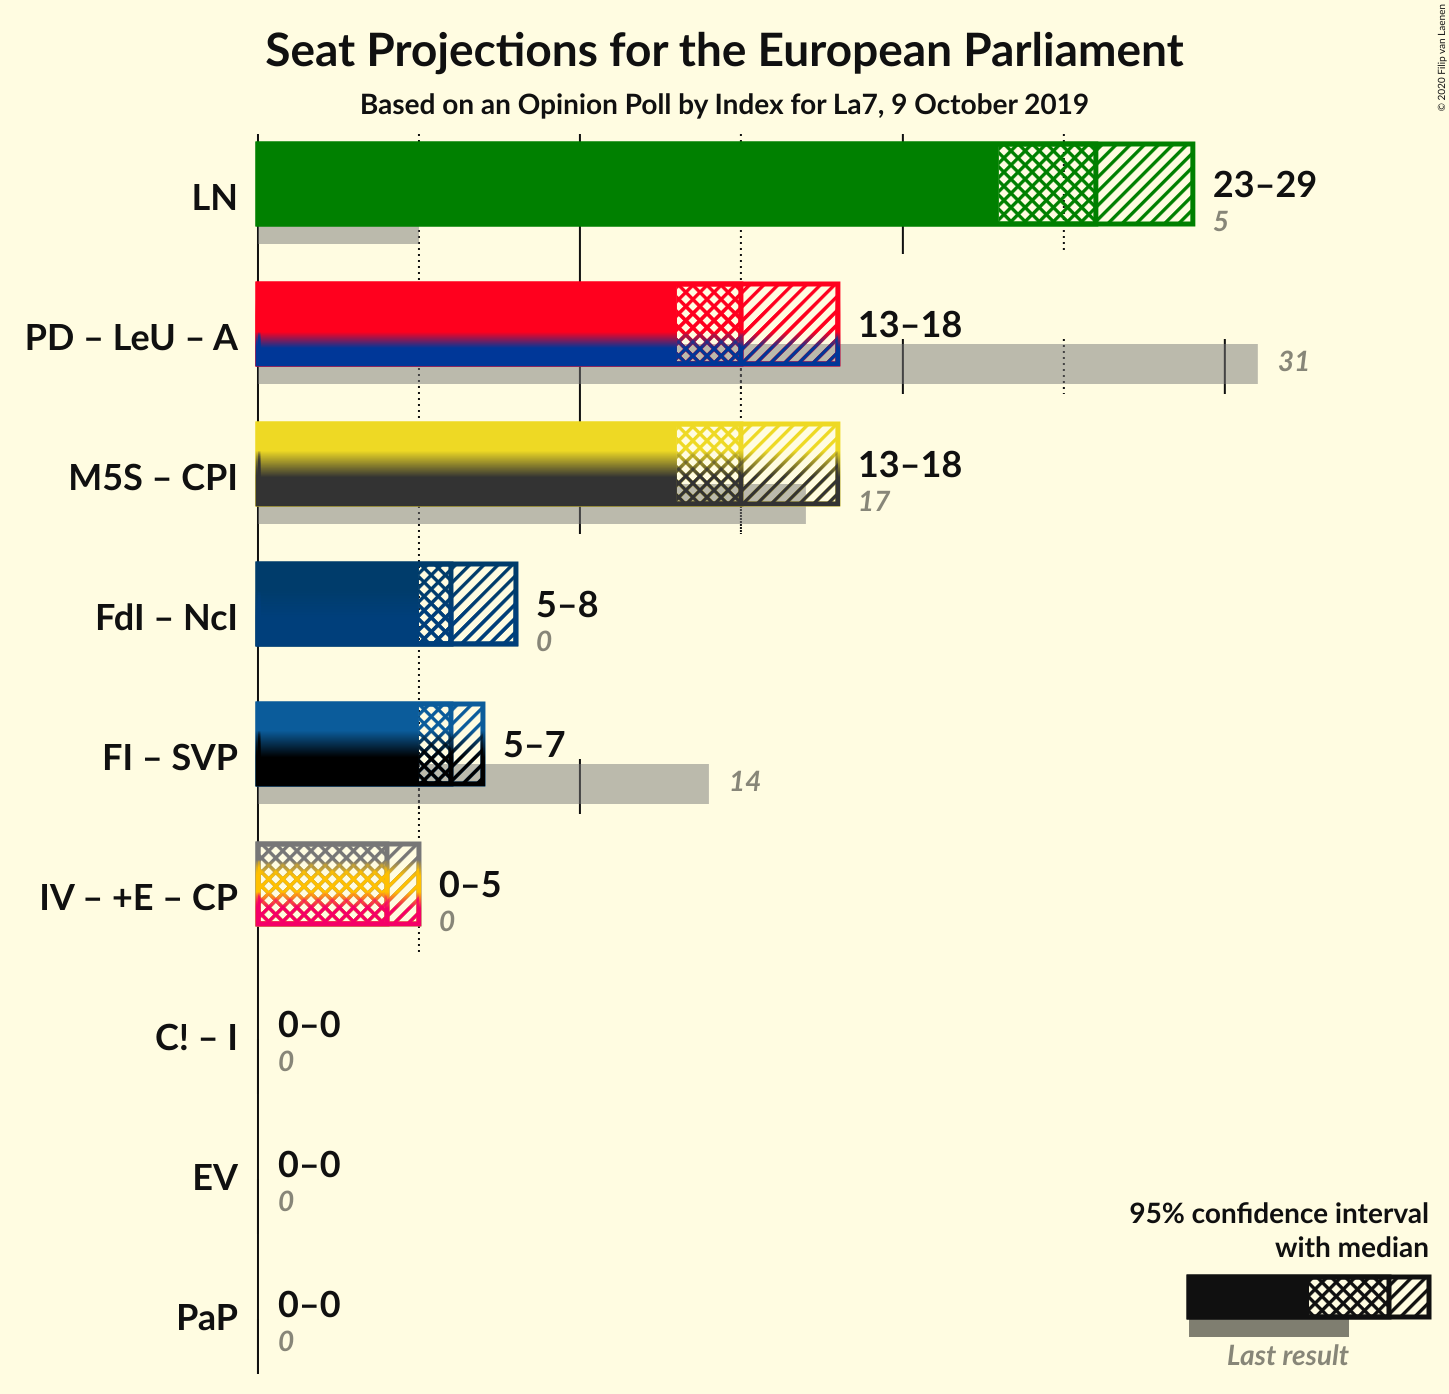 Seat Projections for the European Parliament
Based on an Opinion Poll by Index for La7, 9 October 2019
© 2020 Filip van Laenen
LN
23–29
5
PD – LeU – A
13–18
31
M5S – CPI
13–18
17
FdI – NcI
5–8
0
FI – SVP
5–7
14
IV – +E – CP
0–5
0
C! – I
0–0
0
EV
0–0
0
PaP
0–0
0
95% confidence interval
with median
Last result